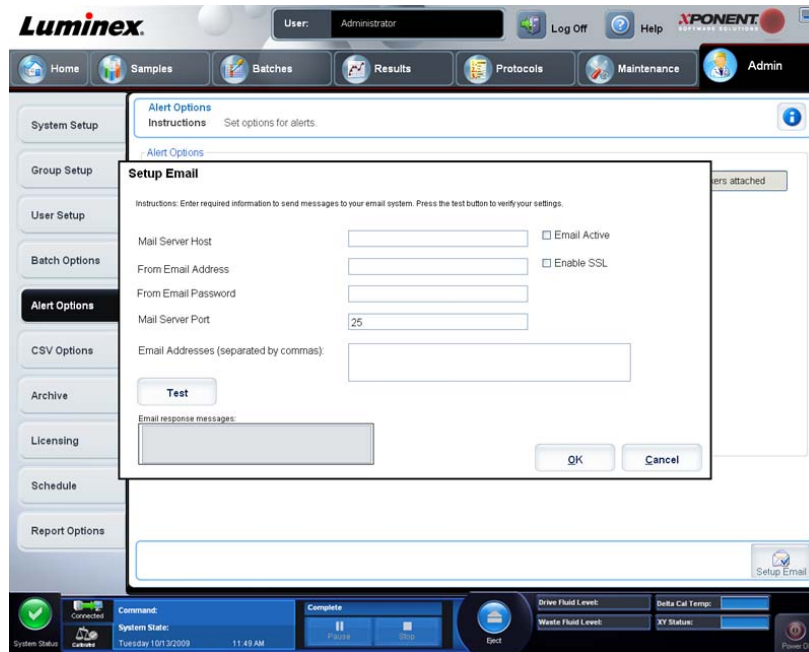 Luminex.
User: Administrator
Log Off
Help
XPONENT.
SOFTWARE SOLUTIONS
Home
Samples
Batches
Results
Protocols
Maintenance
Admin
System Setup
Group Setup
User Setup
Batch Options
Alert Options
CSV Options
Archive
Licensing
Schedule
Report Options
Alert Options
Instructions Set options for alerts.
Alert Options
kers attached
Setup Email
Instructions: Enter required information to send messages to your email system. Press the test button to verify your settings.
Mail Server Host
Email Active
From Email Address
Enable SSL
From Email Password
Mail Server Port
25
Email Addresses (separated by commas):
Test
Email response messages:
OK
Cancel
Setup Email
System Status
Connected
Calibrated
Command:
System State:
Tuesday 10/13/2009 11:49 AM
Complete
Pause
Stop
Eject
Drive Fluid Level:
Waste Fluid Level:
Delta Cal Temp:
XY Status: